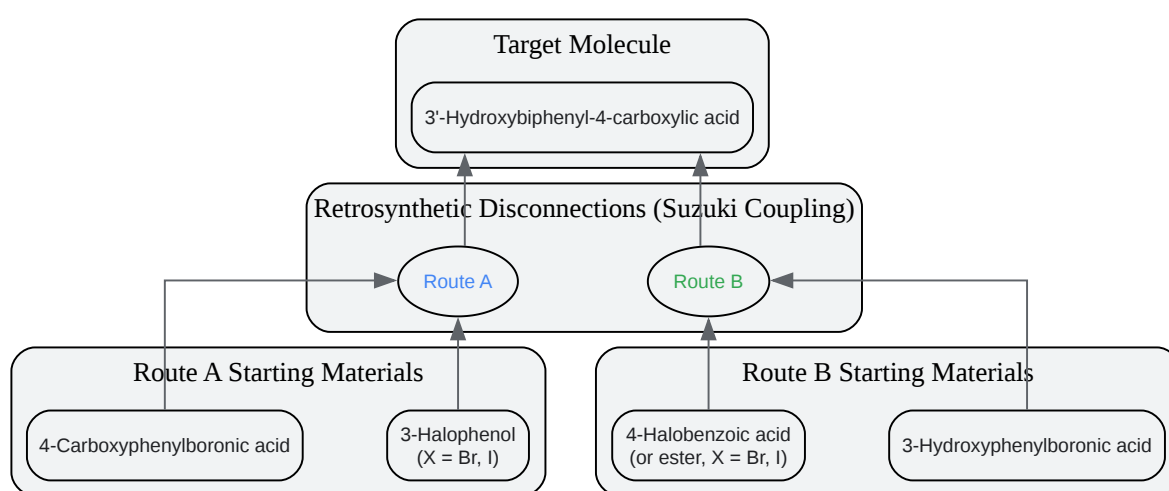 Target Molecule
3'-Hydroxybiphenyl-4-carboxylic acid
Retrosynthetic Disconnections (Suzuki Coupling)
Route A
Route B
Route A Starting Materials
4-Carboxyphenylboronic acid
3-Halophenol
(X = Br, I)
Route B Starting Materials
4-Halobenzoic acid
(or ester, X = Br, I)
3-Hydroxyphenylboronic acid